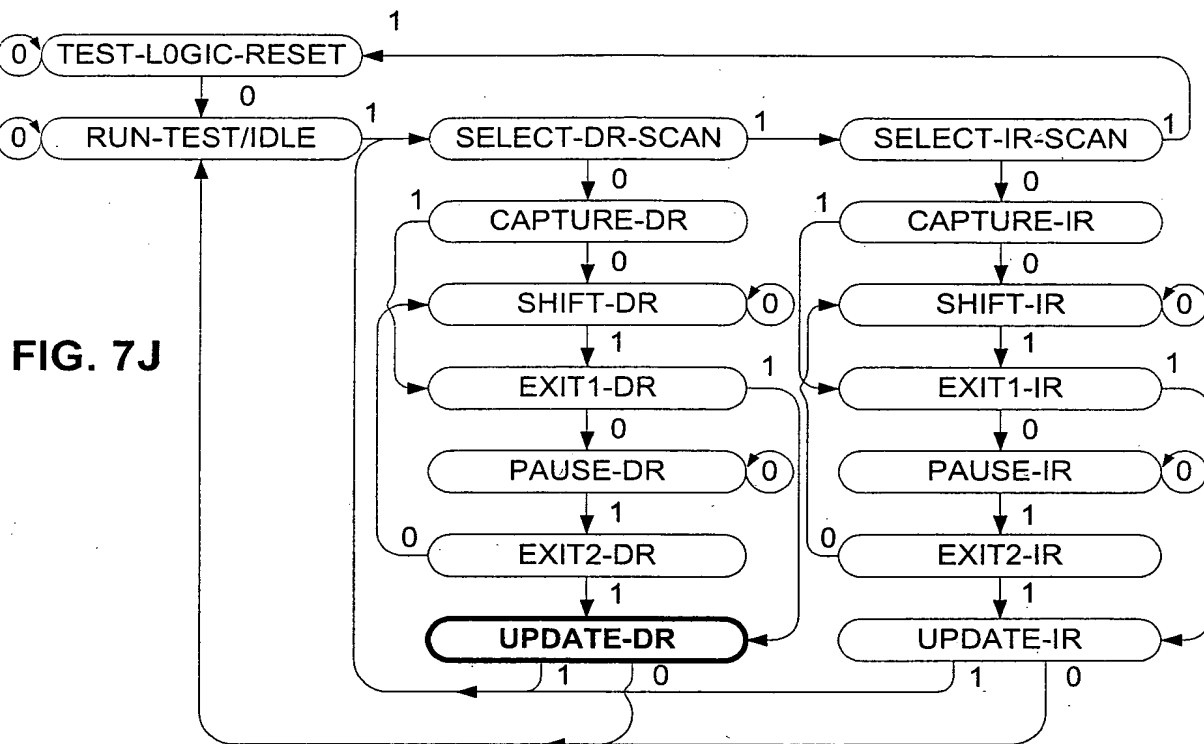 1
0 TEST-L0GIC-RESET
0
1
0 RUN-TEST/IDLE SELECT-DR-SCAN 1 SELECT-IR-SCAN 1
0 0
1 CAPTURE-DR 1 CAPTURE-IR
0 0
SHIFT-DR 0 SHIFT-IR 0
1 1
FIG. 7J
EXIT1-DR 1 EXIT1-IR 1
0 0
PAUSE-DR 0 PAUSE-IR 0
1 1
0 EXIT2-DR 0 EXIT2-IR
1 1
UPDATE-DR UPDATE-IR
1 0 1 0